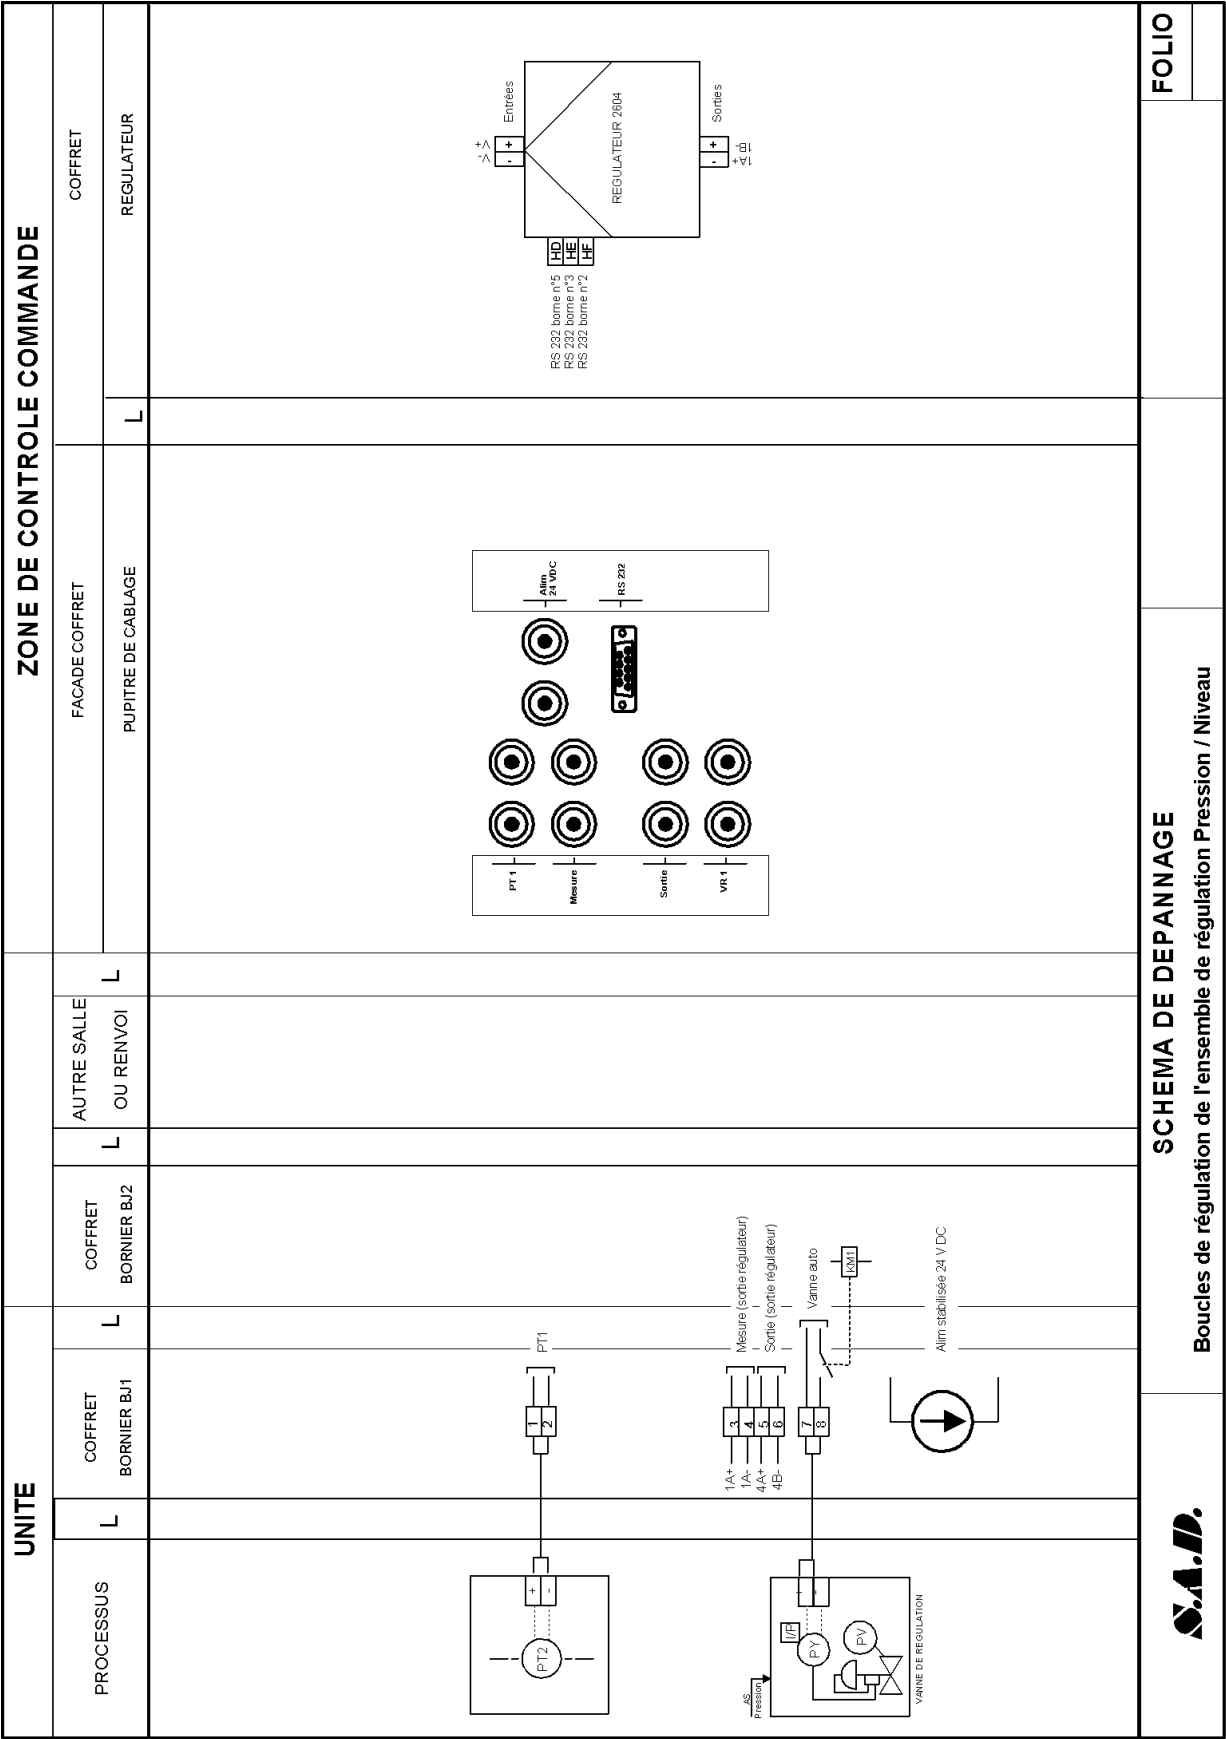 UNITE
ZONE DE CONTROLE COMMANDE
PROCESSUS
L
COFFRET
BORNIER BJ1
L
COFFRET
BORNIER BJ2
L
AUTRE SALLE
OU RENVOI
L
FACADE COFFRET
PUPITRE DE CABLAGE
L
COFFRET
REGULATEUR
PT2
+
-
1
2
PT1
AS
Pression
I/P
PY
PV
+
VANNE DE REGULATION
1A+
1A-
4A+
4B-
3
4
5
6
7
8
Mesure (sortie régulateur)
Sortie (sortie régulateur)
Vanne auto
KM1
Alim stabilisée 24 V DC
PT 1
Mesure
Sortie
VR 1
Alim
24 VDC
RS 232
RS 232 borne n°5
RS 232 borne n°3
RS 232 borne n°2
HD
HE
HF
V-
V+
-
+
Entrées
REGULATEUR 2604
-
+
1A+
1B-
Sorties
S.A.D.
SCHEMA DE DEPANNAGE
Boucles de régulation de l'ensemble de régulation Pression / Niveau
FOLIO